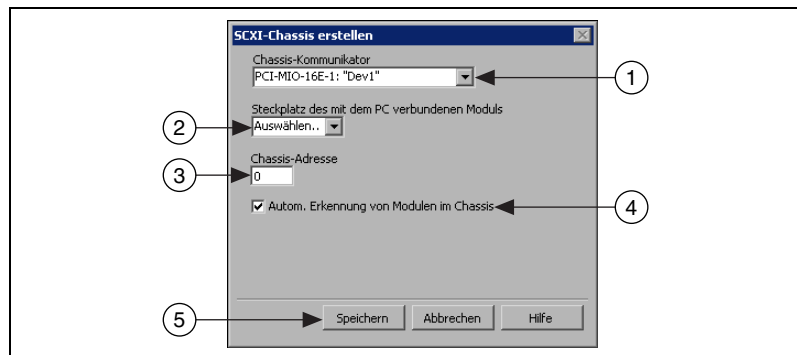 SCXI-Chassis erstellen
Chassis-Kommunikator
PCI-MIO-16E-1: "Dev1"
1
Steckplatz des mit dem PC verbundenen Moduls
2
Auswählen..
Chassis-Adresse
3
0
Autom. Erkennung von Modulen im Chassis
4
5
Speichern
Abbrechen
Hilfe